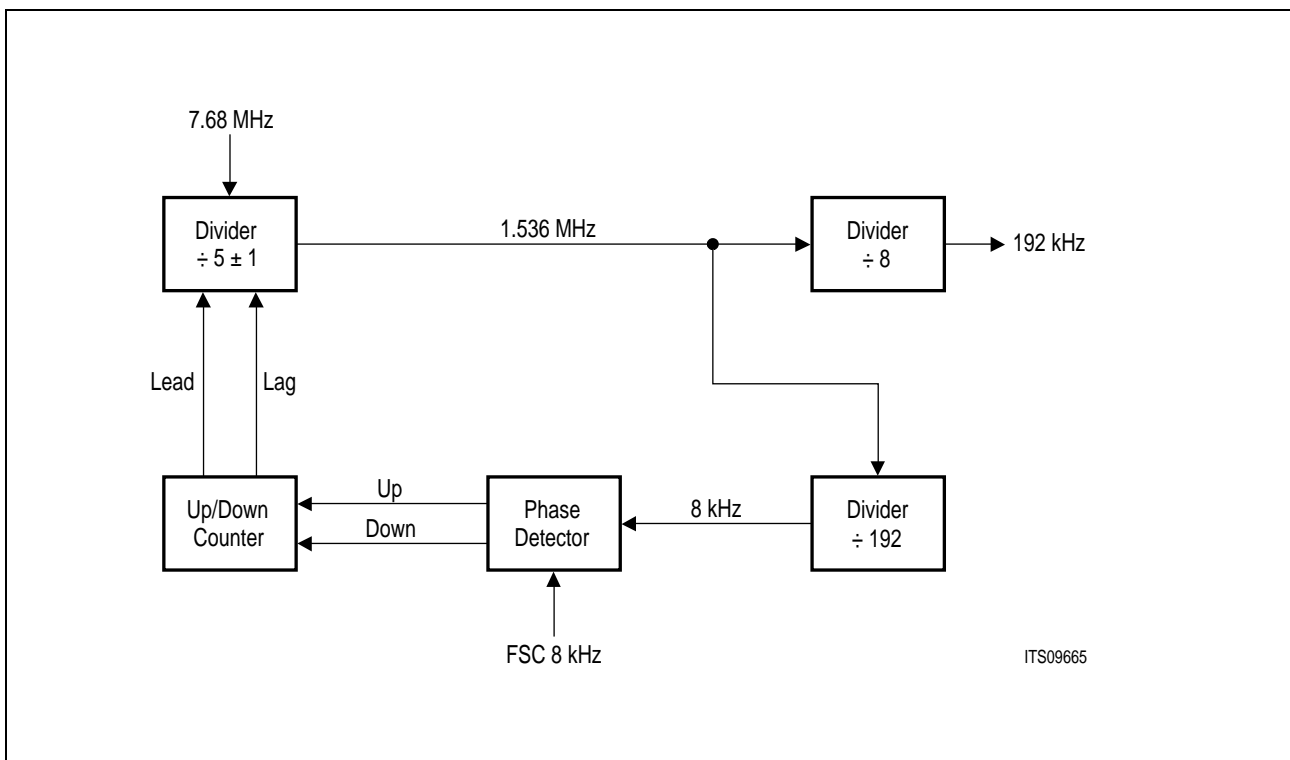 7.68 MHz
Divider
÷ 5 ± 1
1.536 MHz
Divider
÷ 8
192 kHz
Lead
Lag
Up/Down
Counter
Up
Down
Phase
Detector
8 kHz
Divider
÷ 192
FSC 8 kHz
ITS09665